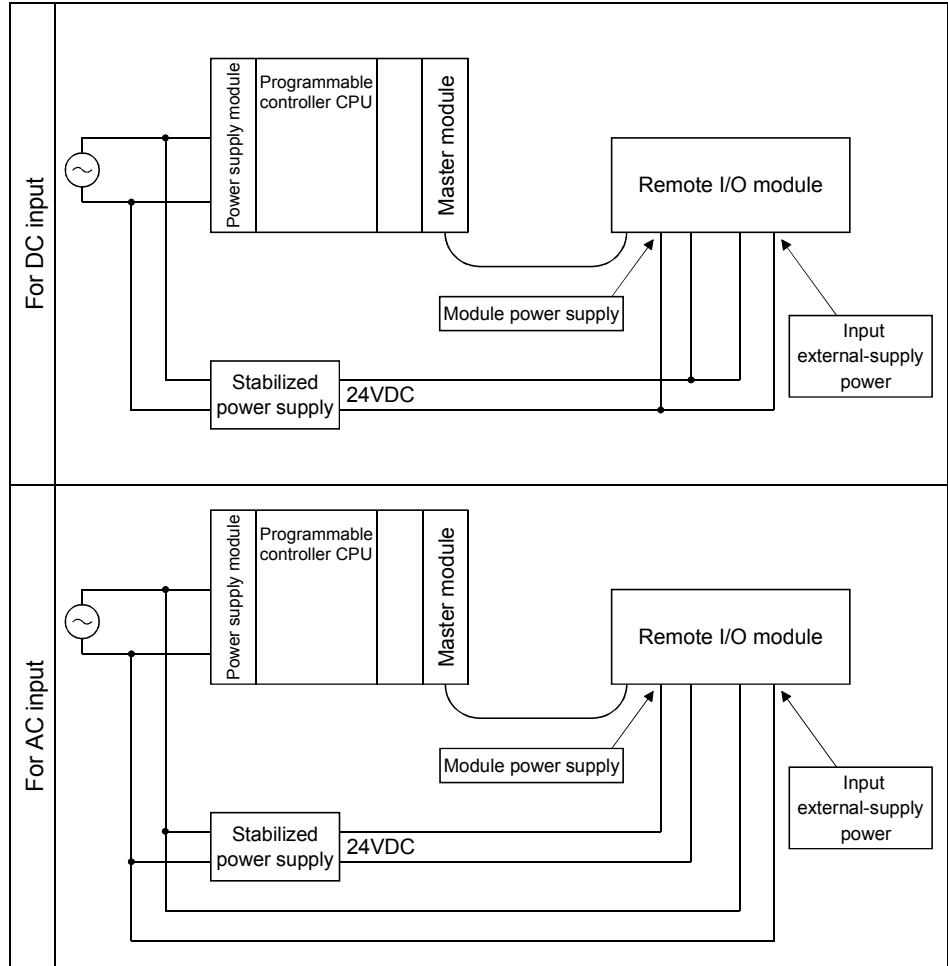 For DC input
Power supply module
Programmable
controller CPU
Master module
Remote I/O module
Module power supply
Input
external-supply
power
Stabilized
power supply
24VDC
For AC input
Power supply module
Programmable
controller CPU
Master module
Remote I/O module
Module power supply
Input
external-supply
power
Stabilized
power supply
24VDC